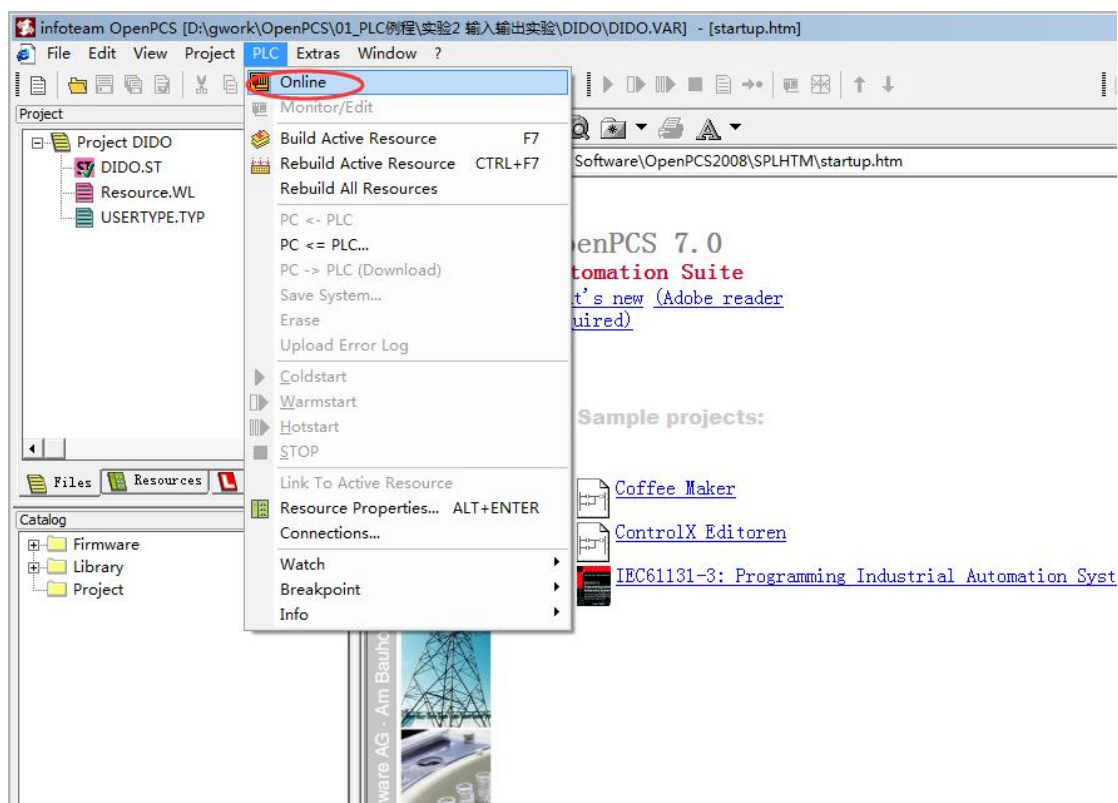 infoteam OpenPCS [D:\gwork\OpenPCS\01_PLC例程\实验2 输入输出实验\DIDO\DIDO.VAR] - [startup.htm]
File Edit View Project PLC Extras Window ?
Project
Project DIDO
DIDO.ST
Resource.WL
USERTYPE.TYP
Files Resources
Catalog
Firmware
Library
Project
Online
Monitor/Edit
Build Active Resource F7
Rebuild Active Resource CTRL+F7
Rebuild All Resources
PC <- PLC
PC <= PLC...
PC -> PLC (Download)
Save System...
Erase
Upload Error Log
Coldstart
Warmstart
Hotstart
STOP
Link To Active Resource
Resource Properties... ALT+ENTER
Connections...
Watch
Breakpoint
Info
Software\OpenPCS2008\SPLHTM\startup.htm
enPCS 7.0
tomation Suite
t's new (Adobe reader
uired)
Sample projects:
Coffee Maker
ControlX Editoren
IEC61131-3: Programming Industrial Automation Syst
ware AG · Am Bauho